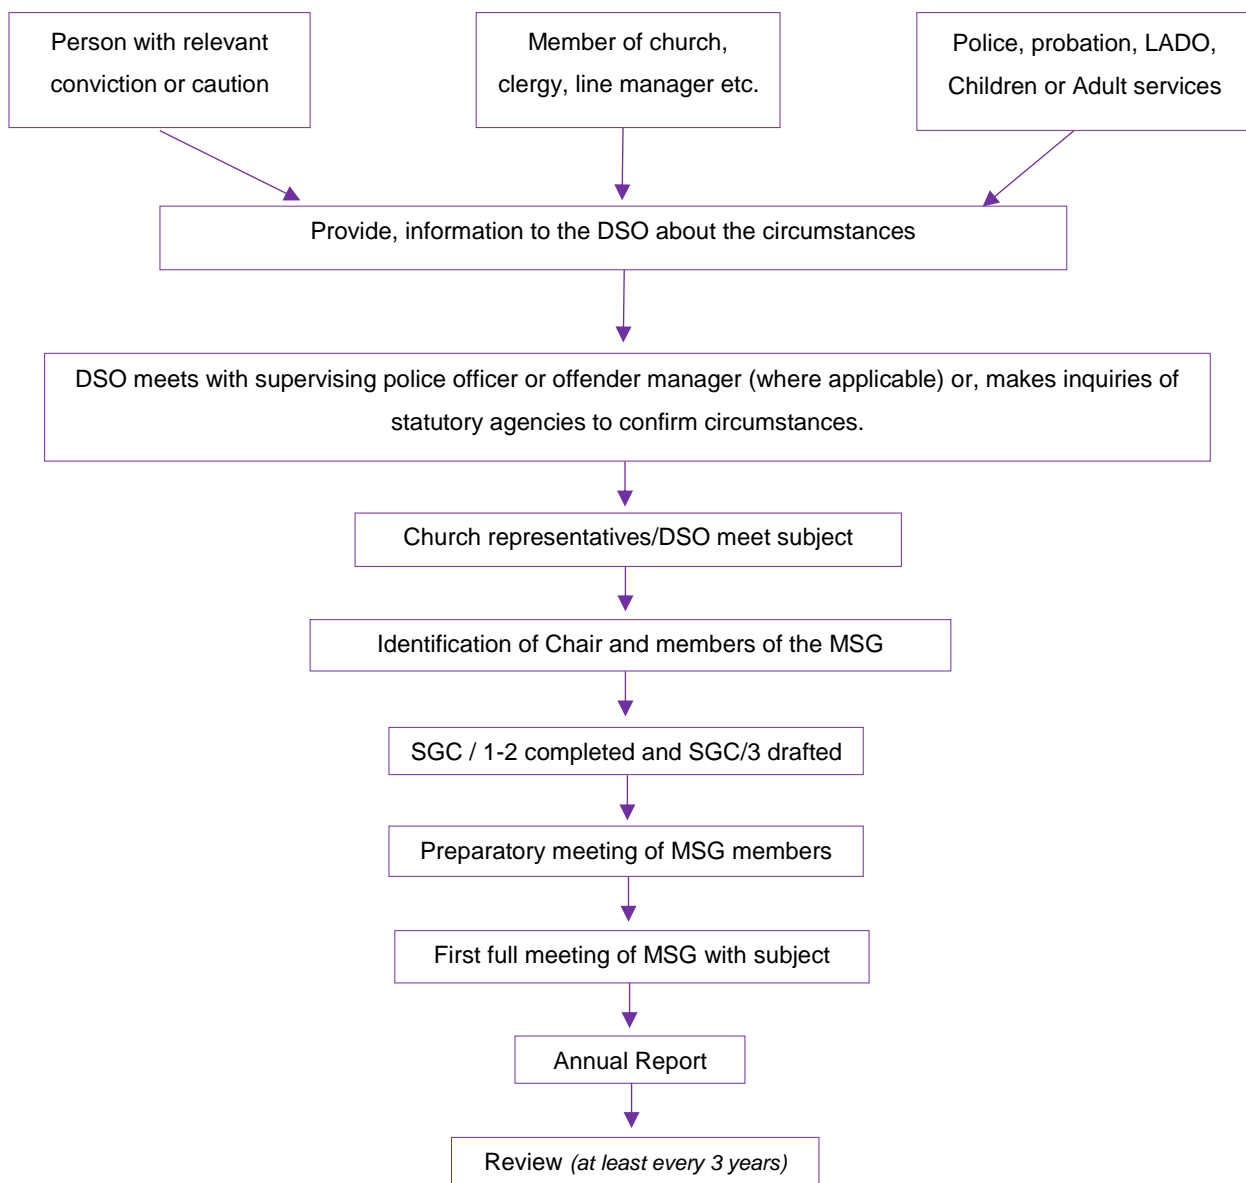 Person with relevant
conviction or caution
Member of church,
clergy, line manager etc.
Police, probation, LADO,
Children or Adult services
Provide, information to the DSO about the circumstances
DSO meets with supervising police officer or offender manager (where applicable) or, makes inquiries of
statutory agencies to confirm circumstances.
Church representatives/DSO meet subject
Identification of Chair and members of the MSG
SGC / 1-2 completed and SGC/3 drafted
Preparatory meeting of MSG members
First full meeting of MSG with subject
Annual Report
Review (at least every 3 years)